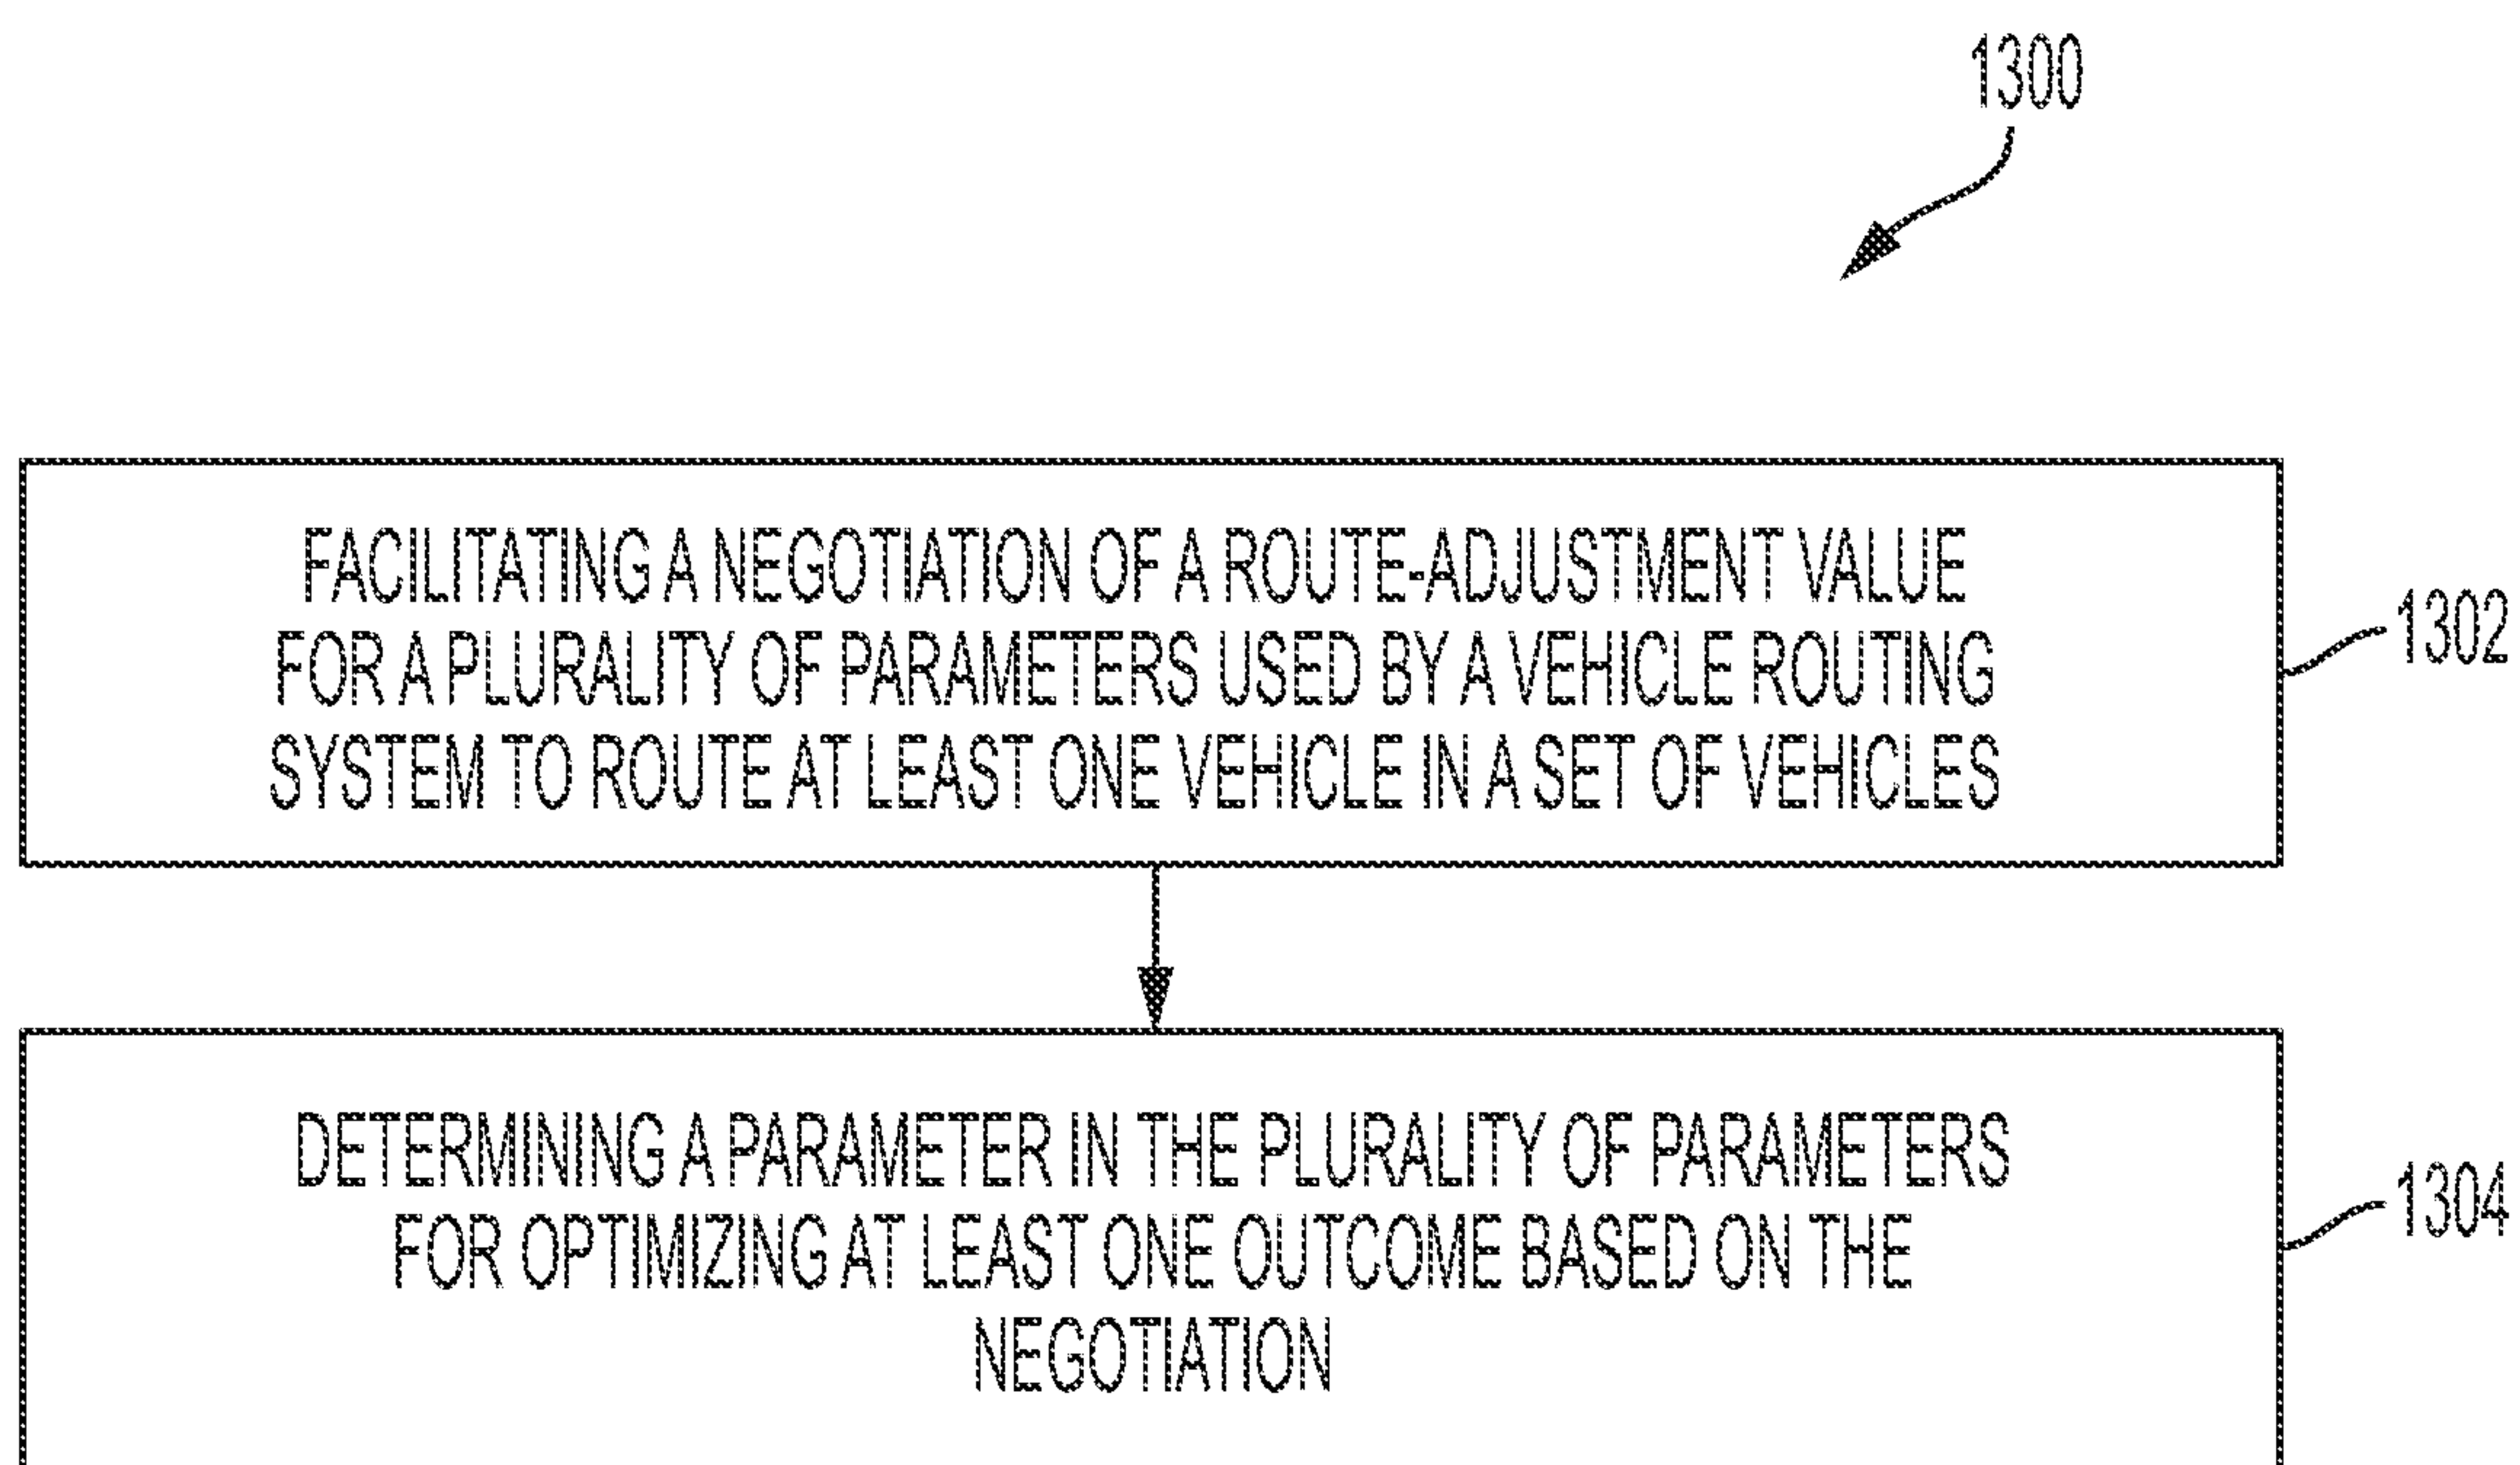 1300
FACILITATING A NEGOTIATION OF A ROUTE-ADJUSTMENT VALUE
FOR A PLURALITY OF PARAMETERS USED BY A VEHICLE ROUTING
SYSTEM TO ROUTE AT LEAST ONE VEHICLE IN A SET OF VEHICLES
1302
DETERMINING A PARAMETER IN THE PLURALITY OF PARAMETERS
FOR OPTIMIZING AT LEAST ONE OUTCOME BASED ON THE
NEGOTIATION
1304